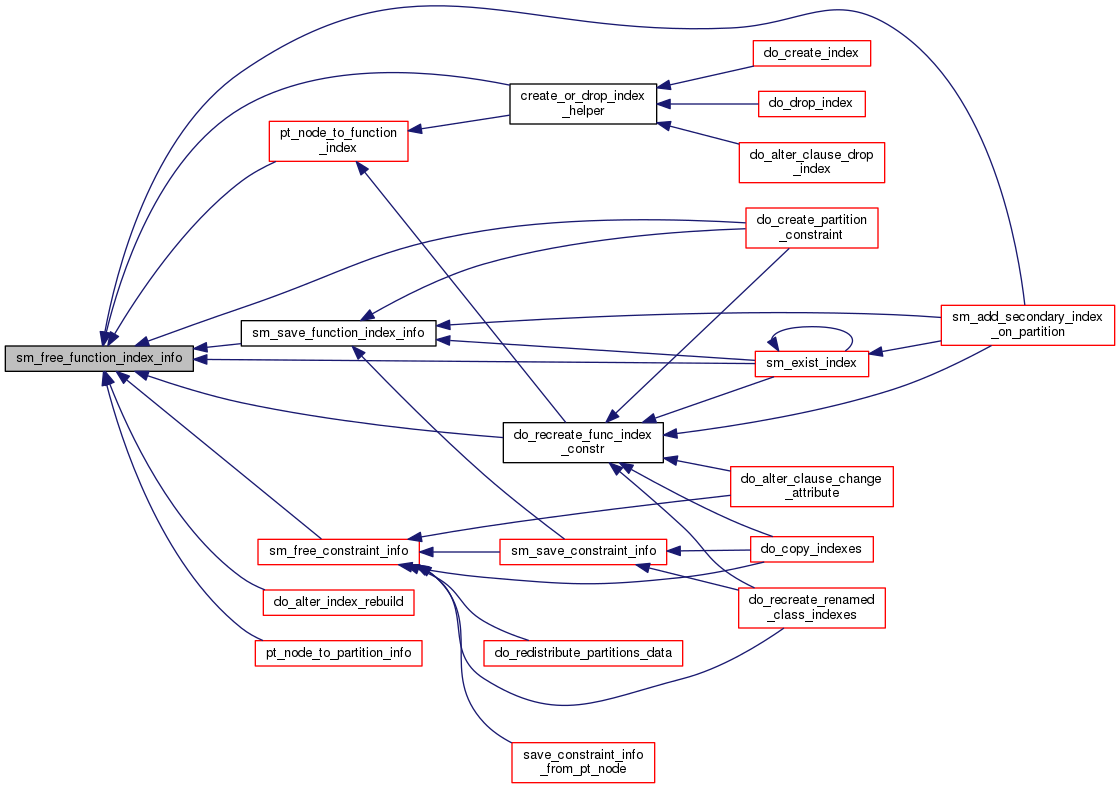 do_create_index
create_or_drop_index
_helper
do_drop_index
pt_node_to_function
_index
do_alter_clause_drop
_index
do_create_partition
_constraint
sm_save_function_index_info
sm_add_secondary_index
_on_partition
sm_free_function_index_info
sm_exist_index
do_recreate_func_index
_constr
do_alter_clause_change
_attribute
sm_free_constraint_info
sm_save_constraint_info
do_copy_indexes
do_alter_index_rebuild
do_recreate_renamed
_class_indexes
pt_node_to_partition_info
do_redistribute_partitions_data
save_constraint_info
_from_pt_node